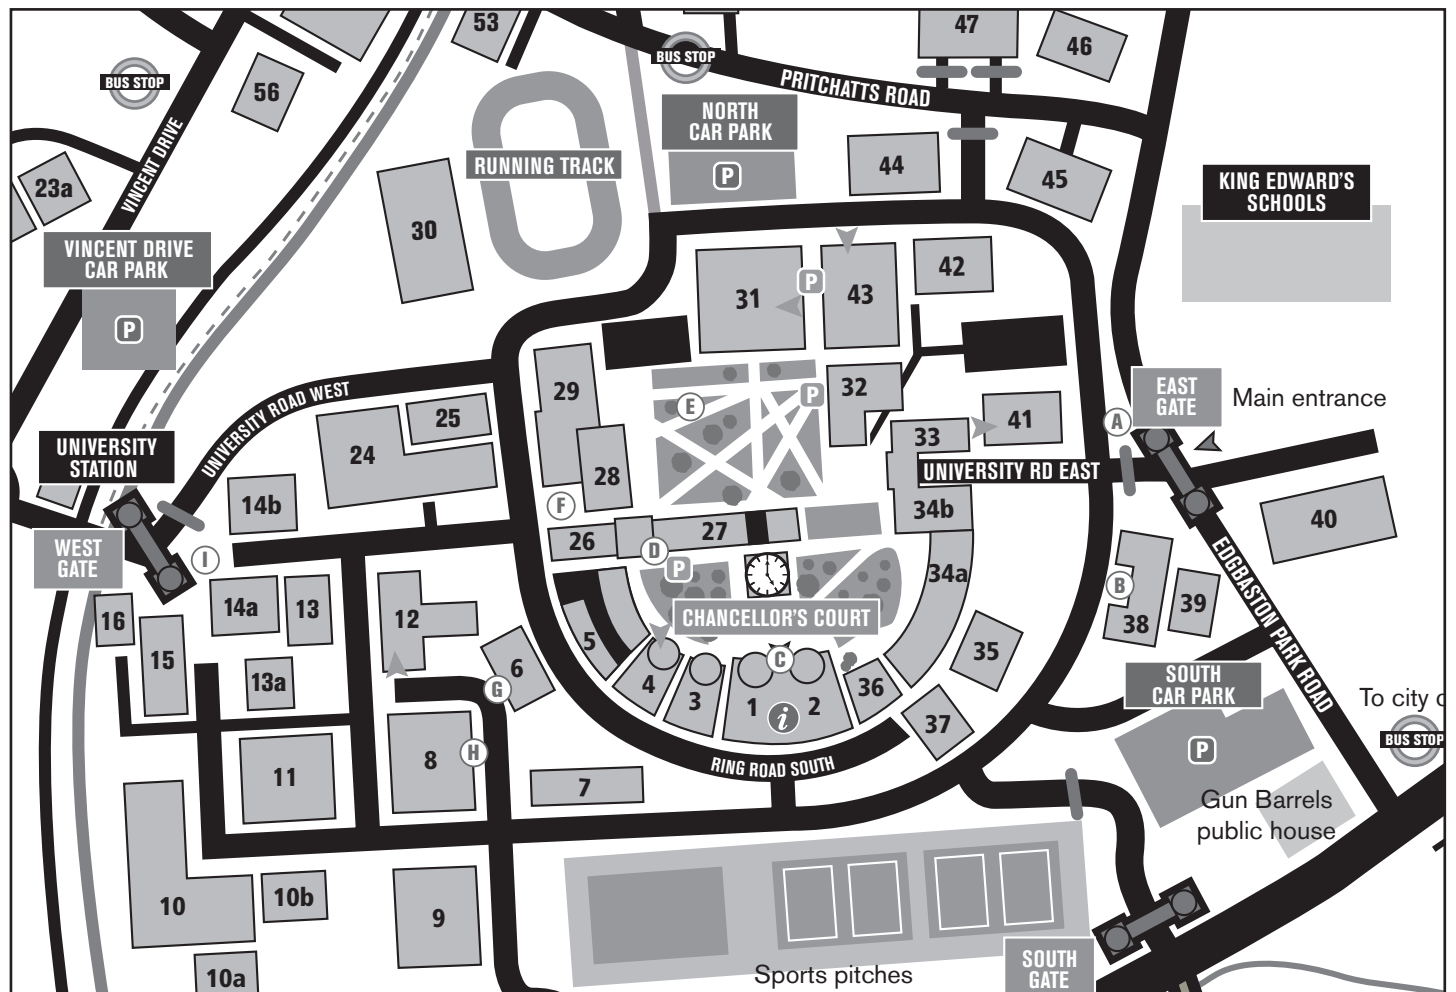 53
47
46
BUS STOP
BUS STOP
56
PRITCHATTS ROAD
NORTH
CAR PARK
P
RUNNING TRACK
44
45
VINCENT DRIVE
23a
KING EDWARD'S
SCHOOLS
30
VINCENT DRIVE
CAR PARK
P
42
31
P
43
29
32
P
E
EAST
GATE
Main entrance
A
UNIVERSITY ROAD WEST
25
24
41
33
UNIVERSITY
STATION
UNIVERSITY RD EAST
28
14b
F
34b
40
27
26
D
P
WEST
GATE
I
34a
EDGBASTON PARK ROAD
B
39
38
14a
13
12
16
CHANCELLOR'S COURT
5
15
C
35
6
G
13a
4
3
1
i
2
36
37
SOUTH
CAR PARK
To city c
BUS STOP
P
8
H
RING ROAD SOUTH
11
7
Gun Barrels
public house
10
10b
9
10a
Sports pitches
SOUTH
GATE